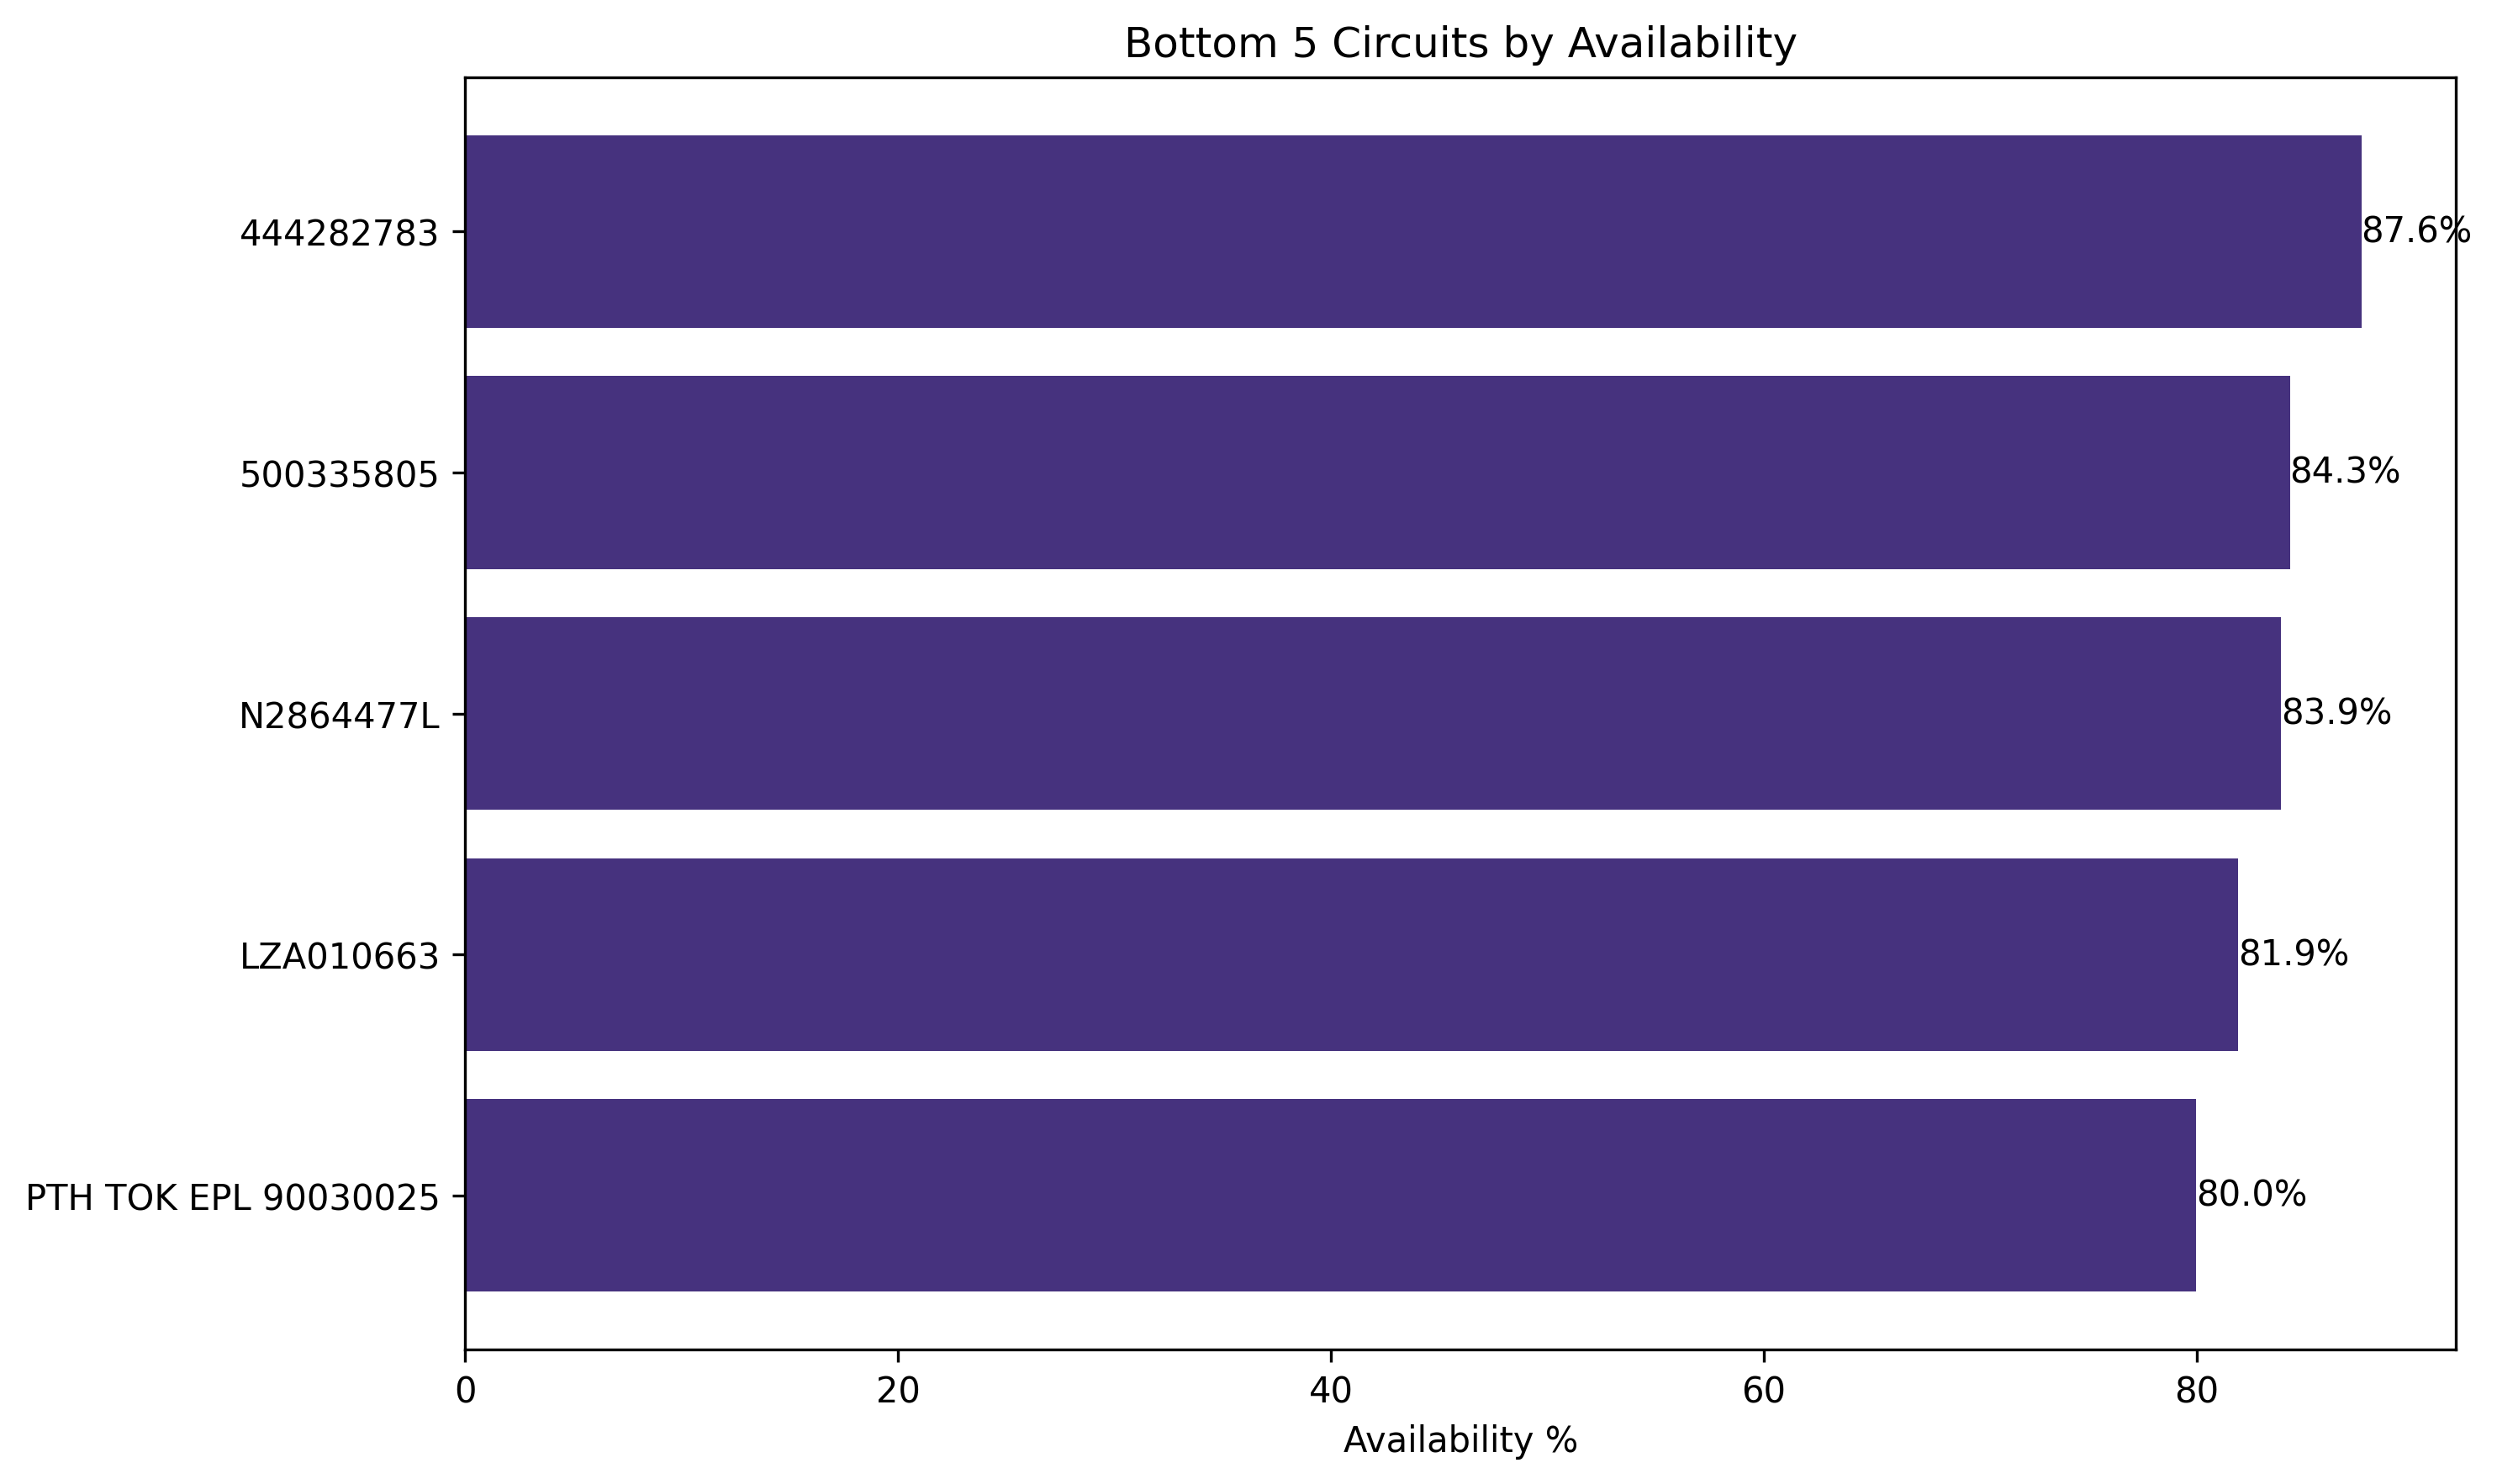 Bottom 5 Circuits by Availability
444282783 87.6%
500335805 84.3%
N2864477L 83.9%
LZA010663 81.9%
PTH TOK EPL 90030025 80.0%
0 20 40 60 80
Availability %